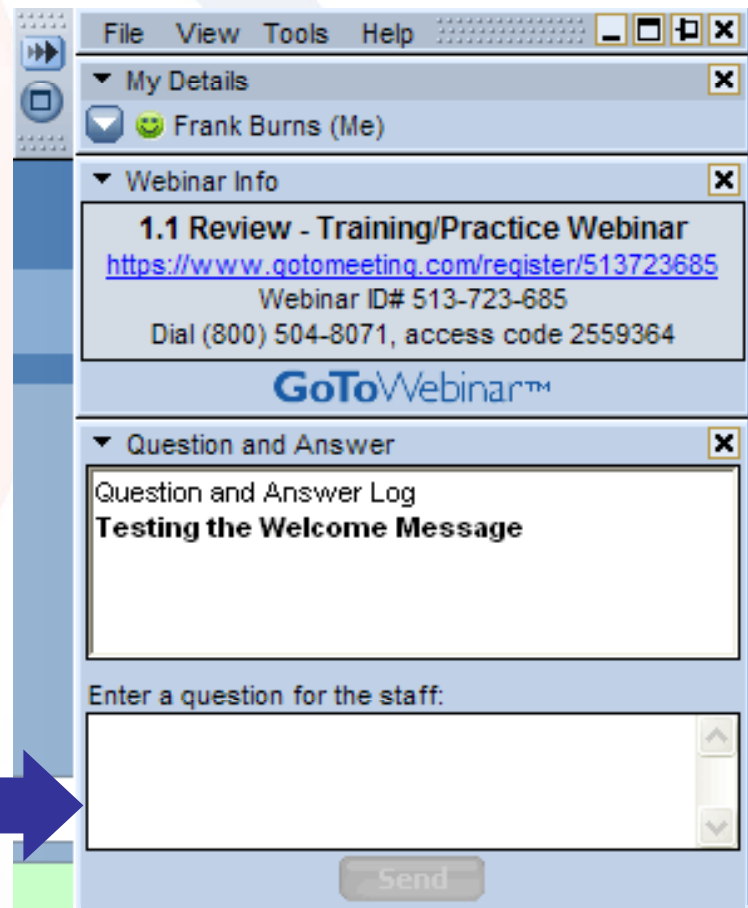 File View Tools Help
My Details
Frank Burns (Me)
Webinar Info
1.1 Review - Training/Practice Webinar
https://www.gotomeeting.com/register/513723685
Webinar ID# 513-723-685
Dial (800) 504-8071, access code 2559364
GoToWebinar™
Question and Answer
Question and Answer Log
Testing the Welcome Message
Enter a question for the staff:
Send